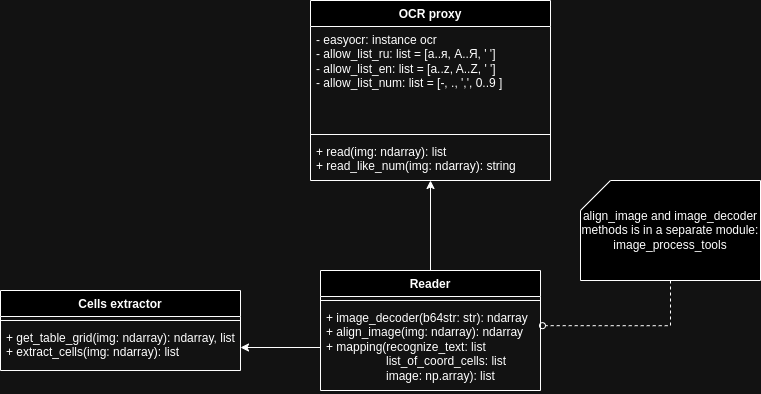 OCR proxy
- easyocr: instance ocr
- allow_list_ru: list = [а..я, А..Я, ' ']
- allow_list_en: list = [a..z, A..Z, ' ']
- allow_list_num: list = [-, ., ',', 0..9 ]
+ read(img: ndarray): list
+ read_like_num(img: ndarray): string
align_image and image_decoder
methods is in a separate module:
image_process_tools
Reader
+ image_decoder(b64str: str): ndarray
+ align_image(img: ndarray): ndarray
+ mapping(recognize_text: list
list_of_coord_cells: list
image: np.array): list
Cells extractor
+ get_table_grid(img: ndarray): ndarray, list
+ extract_cells(img: ndarray): list